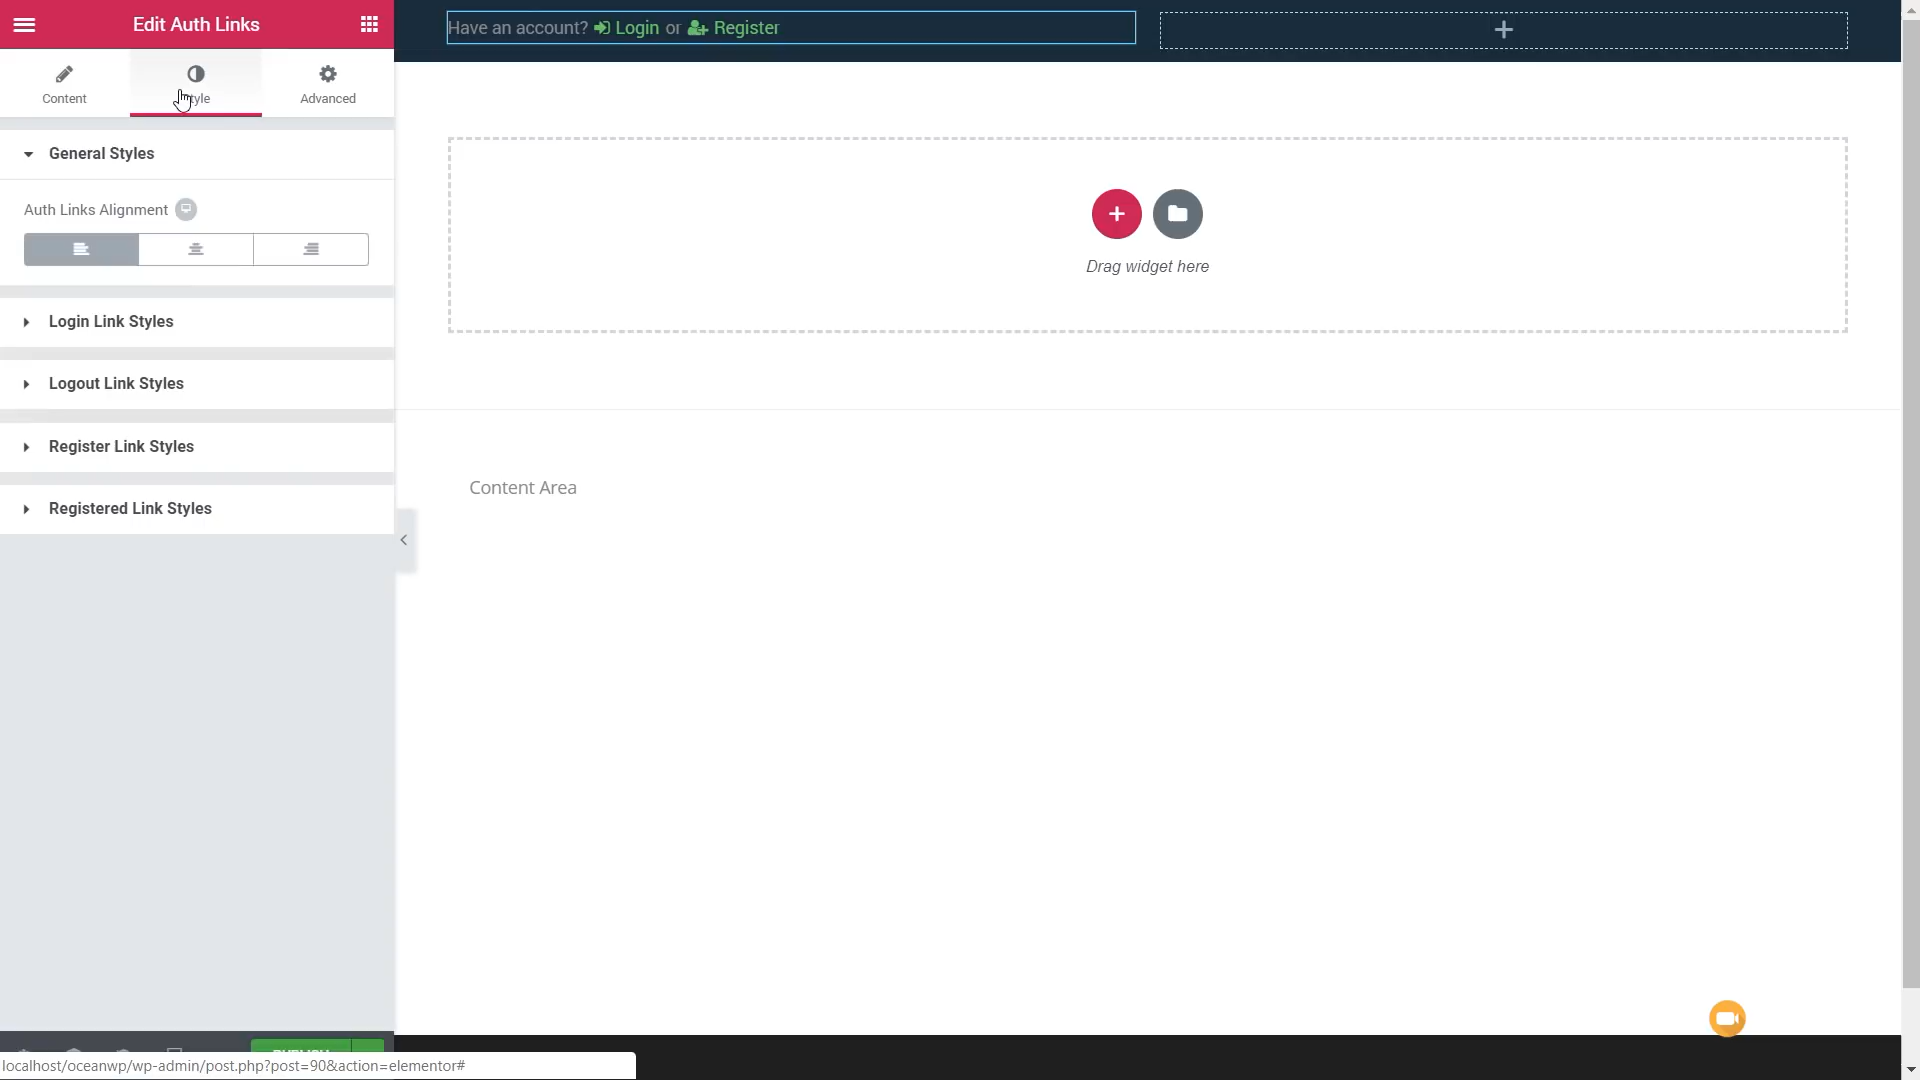 Edit Auth Links
Have an account? Login or Register
Content
Style
Advanced
General Styles
Auth Links Alignment
Drag widget here
Login Link Styles
Logout Link Styles
Register Link Styles
Content Area
Registered Link Styles
PUBLISH
localhost/oceanwp/wp-admin/post.php?post=90&action=elementor#